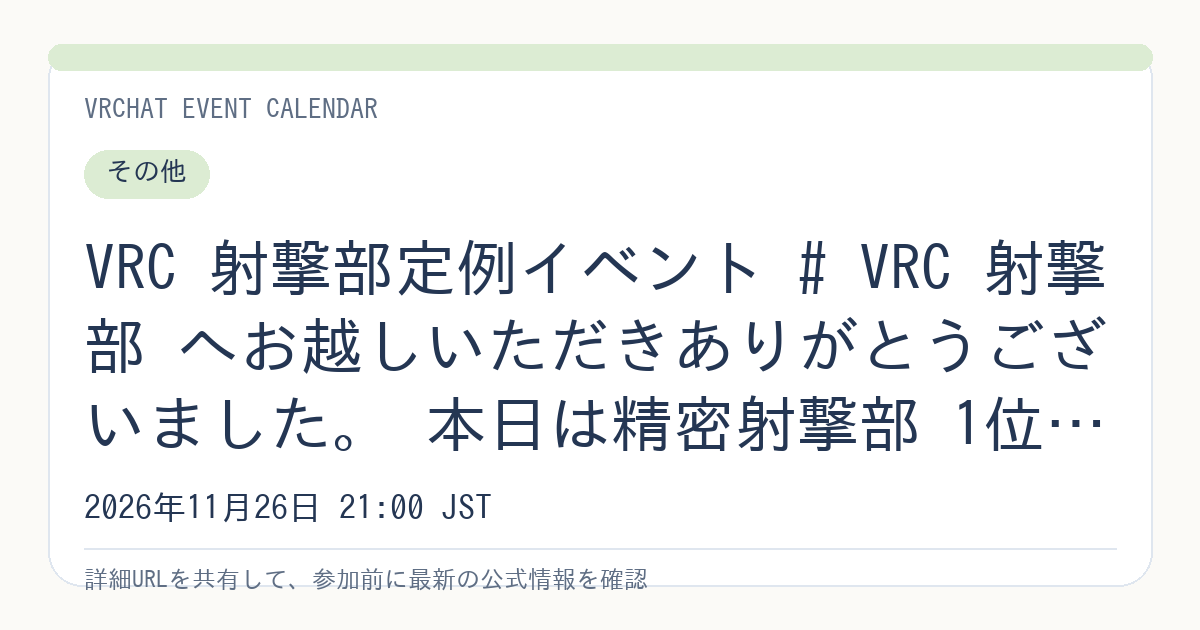 VRCHAT EVENT CALENDAR
その他
VRC 射撃部定例イベント # VRC 射撃
部 へお越しいただきありがとうござ
いました。 本日は精密射撃部 1位…
2026年11月26日 21:00 JST
詳細URLを共有して、参加前に最新の公式情報を確認